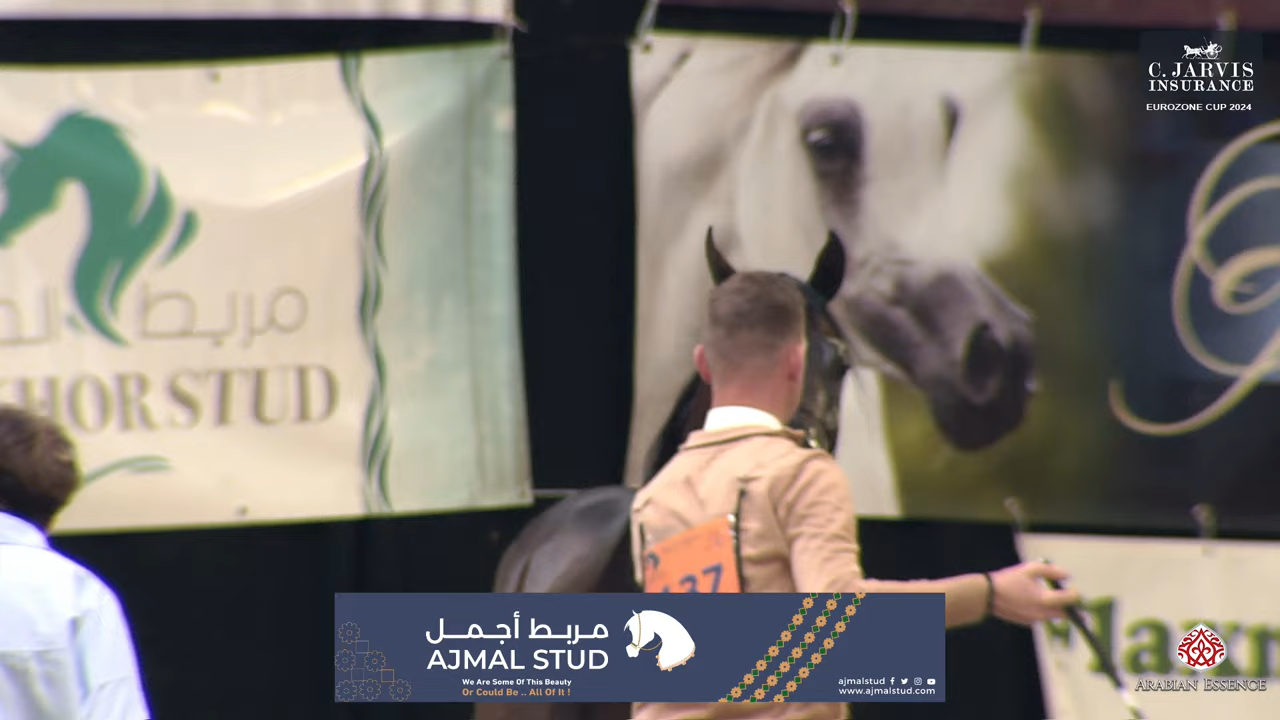 C. JARVIS
INSURANCE
EUROZONE CUP 2024
مربط
STUD
137
مربط أجمل
AJMAL STUD
We Are Some Of This Beauty
Or Could Be .. All Of It !
ajmalstud
www.ajmalstud.com
ARABIAN ESSENCE